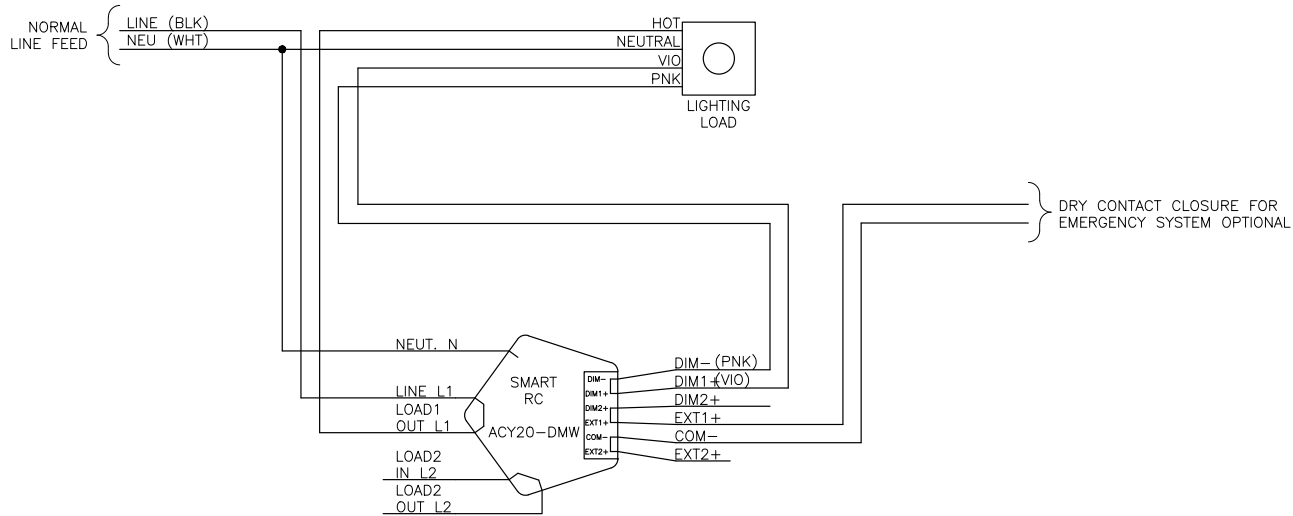 NORMAL
LINE FEED
LINE (BLK)
NEU (WHT)
HOT
NEUTRAL
VIO
PNK
LIGHTING
LOAD
DRY CONTACT CLOSURE FOR
EMERGENCY SYSTEM OPTIONAL
NEUT. N
LINE L1
LOAD1
OUT L1
LOAD2
IN L2
LOAD2
OUT L2
SMART
RC
ACY20-DMW
DIM-
DIM1+
DIM2+
EXT1+
COM-
EXT2+
DIM- (PNK)
DIM1+(VIO)
DIM2+
EXT1+
COM-
EXT2+